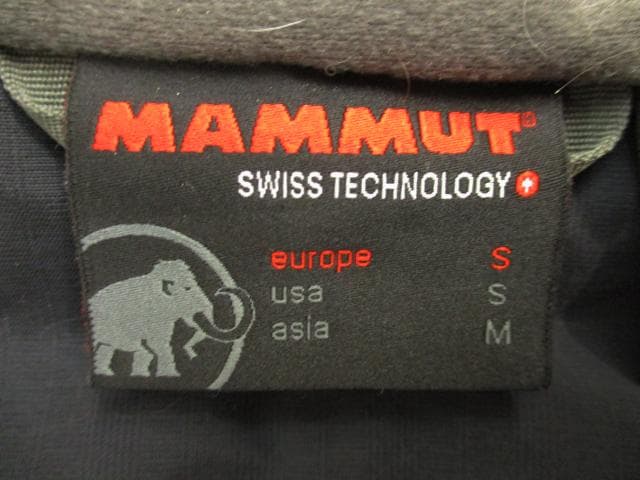 MAMMUT®
SWISS TECHNOLOGY
europe S
usa S
asia M